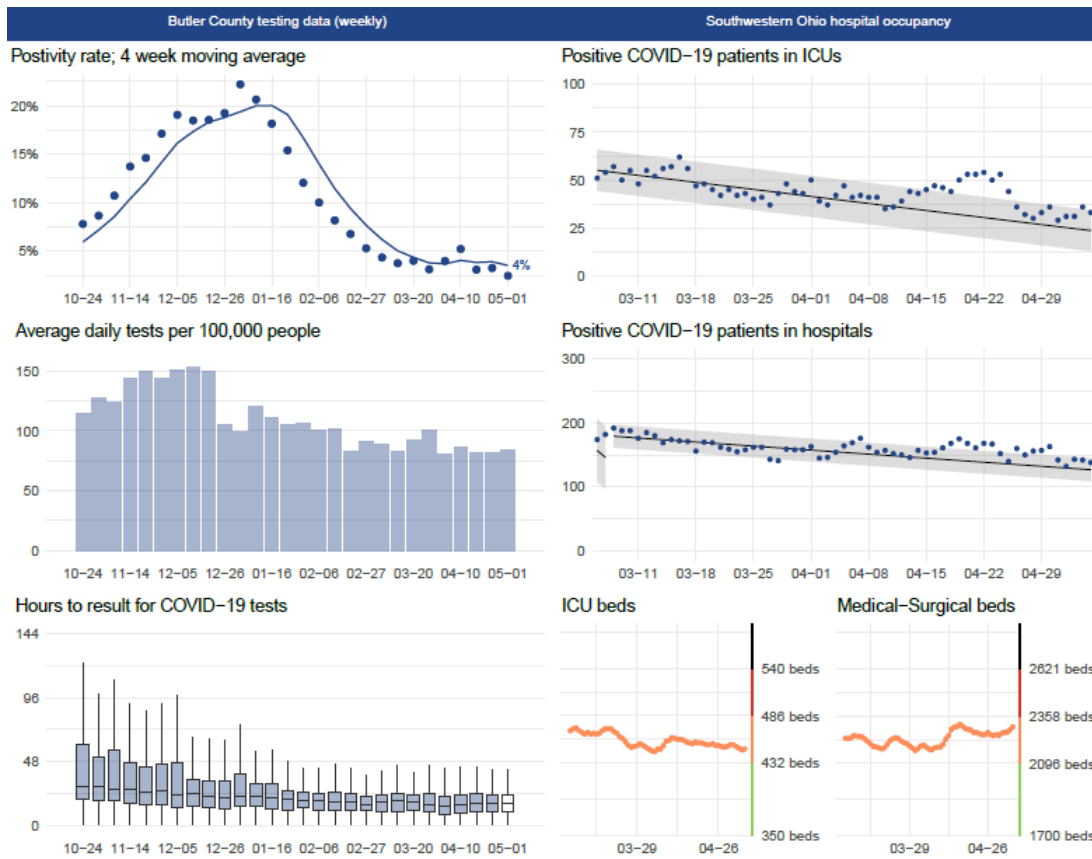 Butler County testing data (weekly)
Southwestern Ohio hospital occupancy
Postivity rate; 4 week moving average
20%
15%
10%
5%
4%
10−24 11−14 12−05 12−26 01−16 02−06 02−27 03−20 04−10 05−01
Positive COVID−19 patients in ICUs
100
75
50
25
0
03−11 03−18 03−25 04−01 04−08 04−15 04−22 04−29
Average daily tests per 100,000 people
150
100
50
0
10−24 11−14 12−05 12−26 01−16 02−06 02−27 03−20 04−10 05−01
Positive COVID−19 patients in hospitals
300
200
100
0
03−11 03−18 03−25 04−01 04−08 04−15 04−22 04−29
Hours to result for COVID−19 tests
144
96
48
0
10−24 11−14 12−05 12−26 01−16 02−06 02−27 03−20 04−10 05−01
ICU beds
540 beds
486 beds
432 beds
350 beds
03−29 04−26
Medical−Surgical beds
2621 beds
2358 beds
2096 beds
1700 beds
03−29 04−26